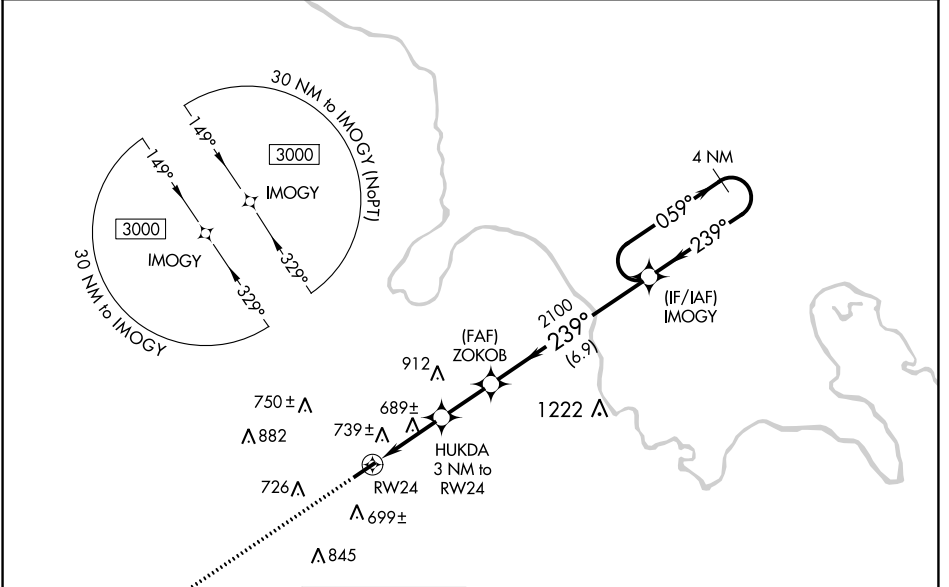 30 NM to IMOGY (NoPT)
149°
3000
IMOGY
329°
149°
3000
IMOGY
329°
30 NM to IMOGY
4 NM
059°
239°
(IF/IAF)
IMOGY
2100
239°
(6.9)
(FAF)
ZOKOB
912
1222
750 ±
689±
882
739±
HUKDA
3 NM to
RW24
RW24
726
699±
845